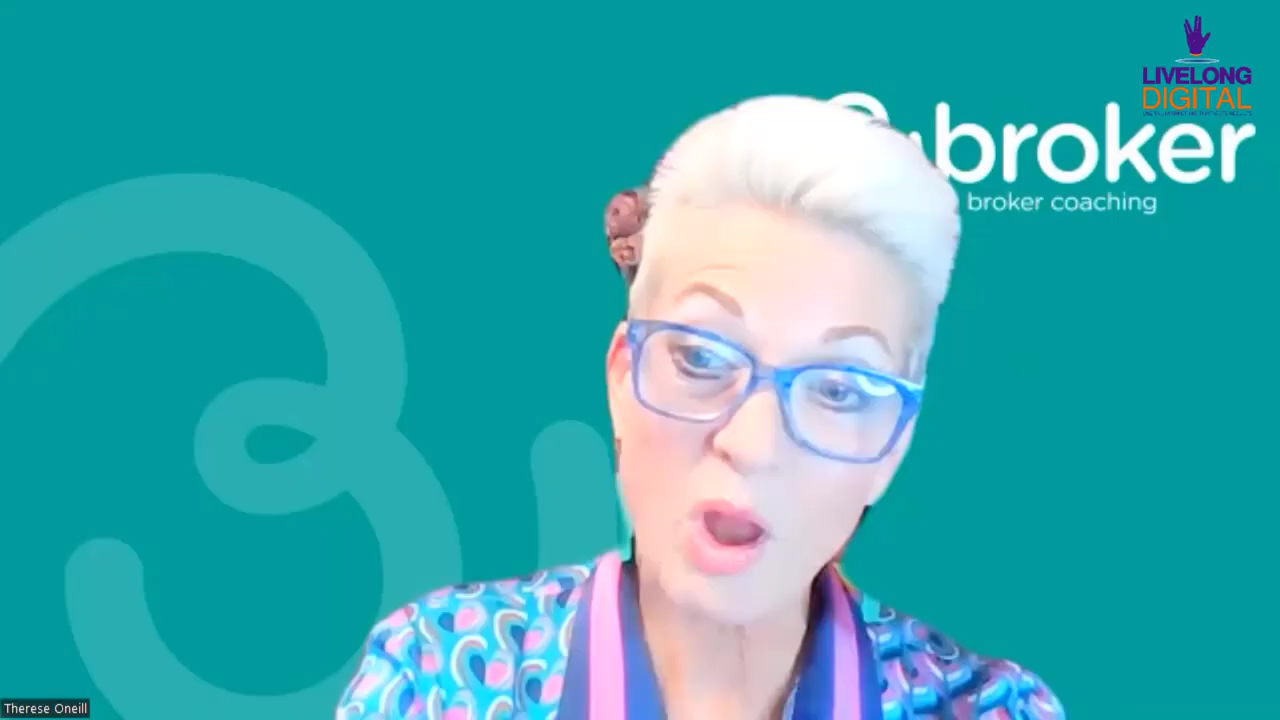 LIVELONG
DIGITAL
broker
broker coaching
Therese Oneill